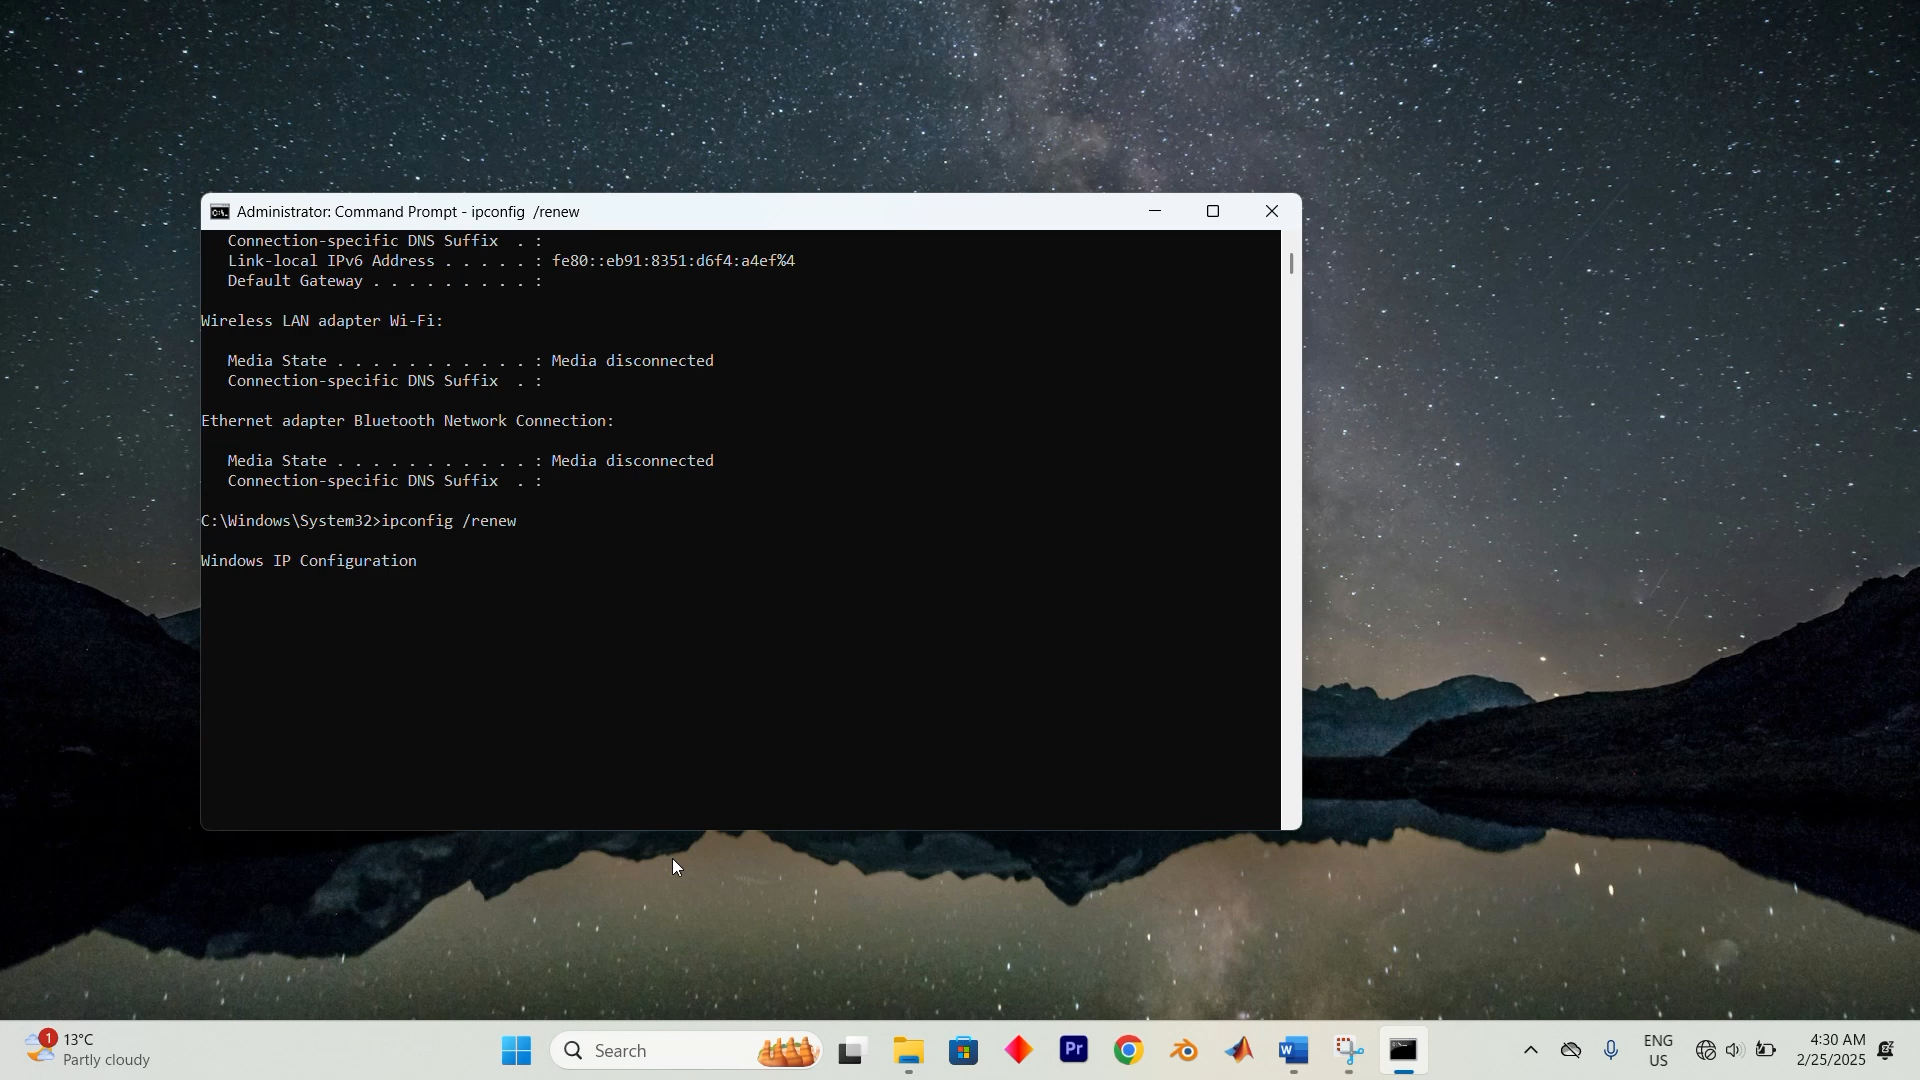 Administrator: Command Prompt - ipconfig  /renew
Connection-specific DNS Suffix  . :
Link-local IPv6 Address . . . . . : fe80::eb91:8351:d6f4:a4ef%4
Default Gateway . . . . . . . . . :
Wireless LAN adapter Wi-Fi:
Media State . . . . . . . . . . . : Media disconnected
Connection-specific DNS Suffix  . :
Ethernet adapter Bluetooth Network Connection:
Media State . . . . . . . . . . . : Media disconnected
Connection-specific DNS Suffix  . :
C:\Windows\System32>ipconfig /renew
Windows IP Configuration
1
13°C
Partly cloudy
Search
Pr
W
ENG
US
4:30 AM
2/25/2025